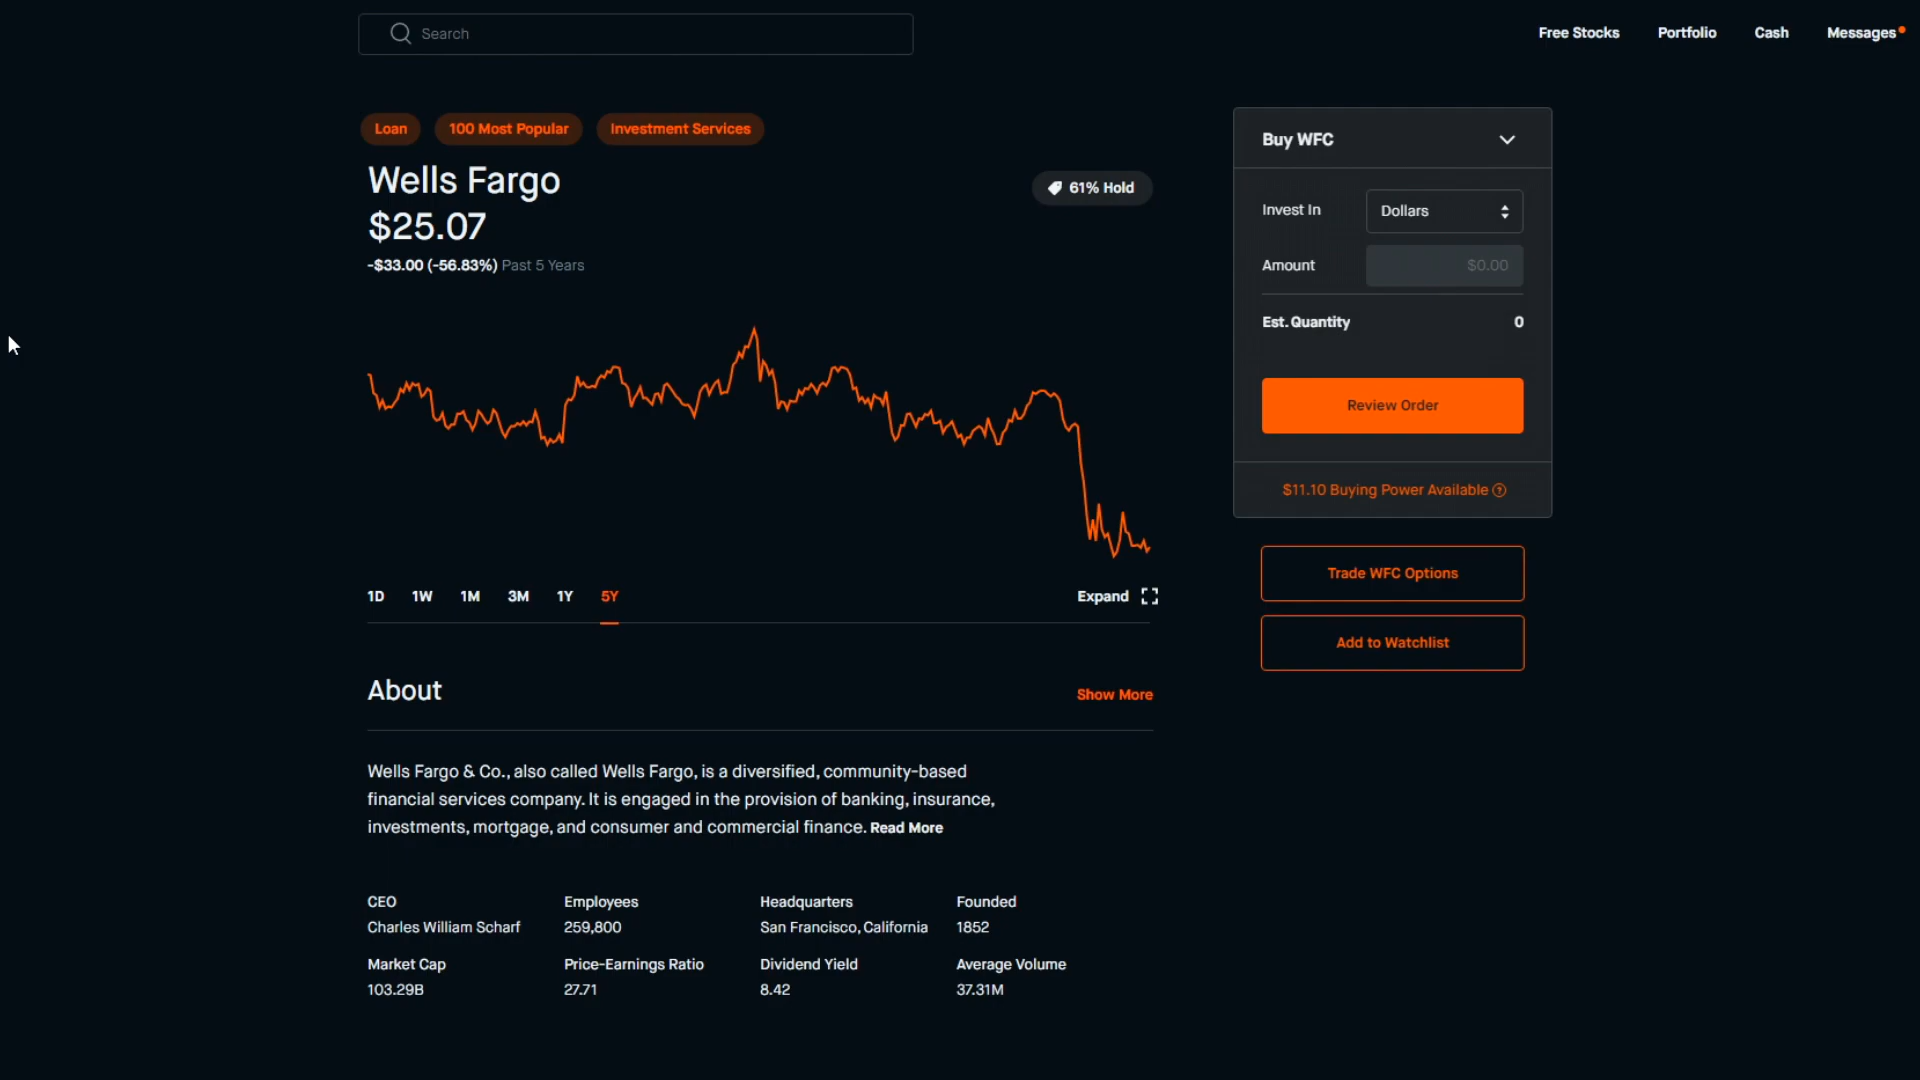 Search
Free Stocks Portfolio Cash Messages
Loan 100 Most Popular Investment Services
Wells Fargo
$25.07
-$33.00 (-56.83%) Past 5 Years
61% Hold
1D 1W 1M 3M 1Y 5Y Expand
About Show More
Wells Fargo & Co., also called Wells Fargo, is a diversified, community-based
financial services company. It is engaged in the provision of banking, insurance,
investments, mortgage, and consumer and commercial finance. Read More
CEO Employees Headquarters Founded
Charles William Scharf 259,800 San Francisco, California 1852
Market Cap Price-Earnings Ratio Dividend Yield Average Volume
103.29B 27.71 8.42 37.31M
Buy WFC
Invest In Dollars
Amount $0.00
Est. Quantity 0
Review Order
$11.10 Buying Power Available ?
Trade WFC Options
Add to Watchlist